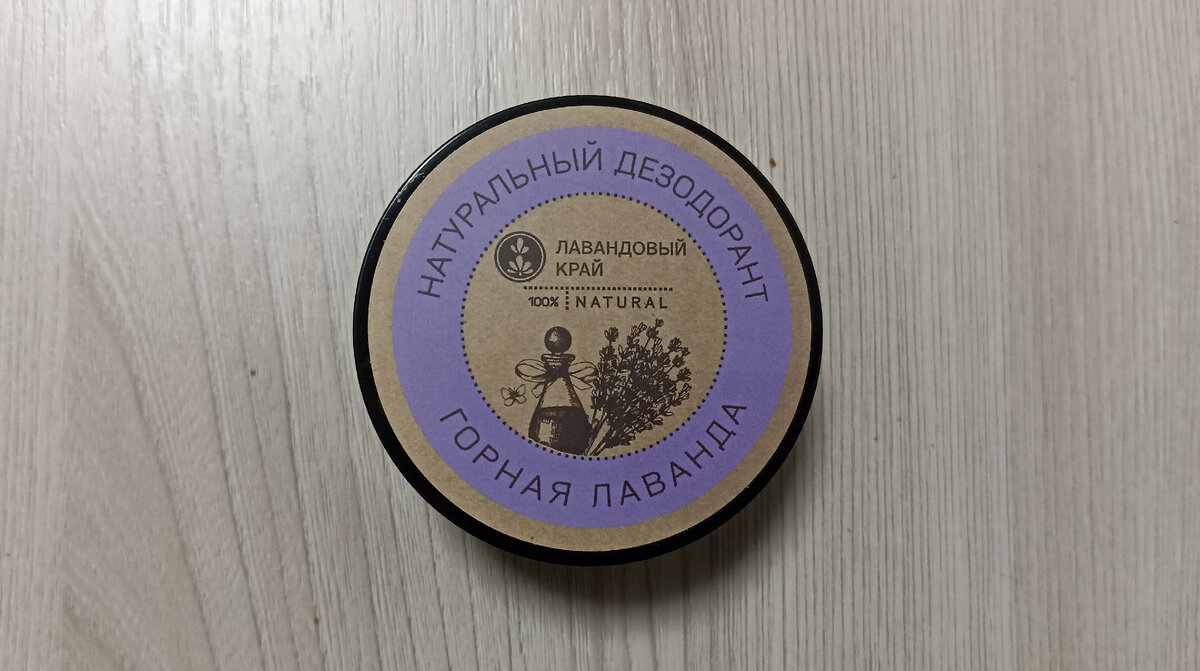 НАТУРАЛЬНЫЙ ДЕЗОДОРАНТ
ЛАВАНДОВЫЙ
КРАЙ
100% NATURAL
ГОРНАЯ ЛАВАНДА